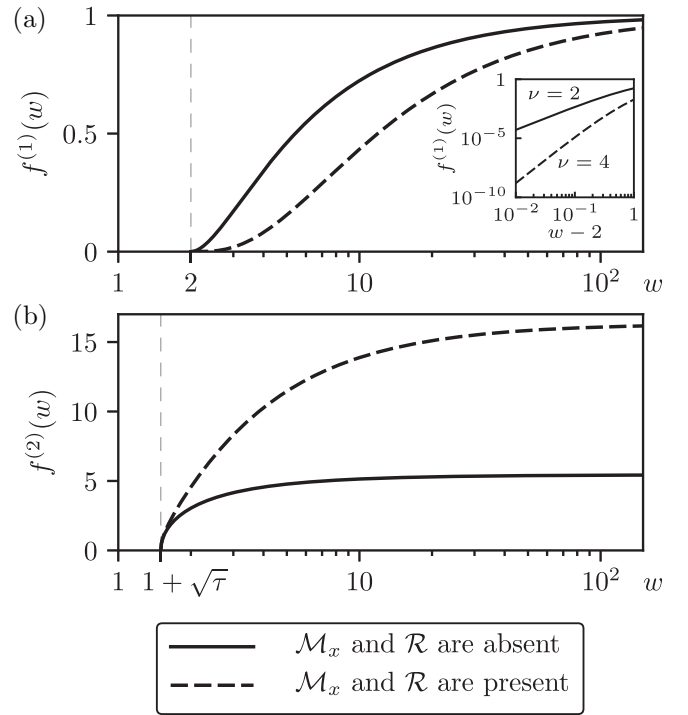 (a)
f^{(1)}(w)
1
0.5
0
1 2 10 10^2 w
f^{(1)}(w)
1
10^{-5}
10^{-10}
ν = 2
ν = 4
10^{-2} 10^{-1} 1
w − 2
(b)
f^{(2)}(w)
15
10
5
0
1 1 + √τ 10 10^2 w
ℳ_x and ℛ are absent
ℳ_x and ℛ are present